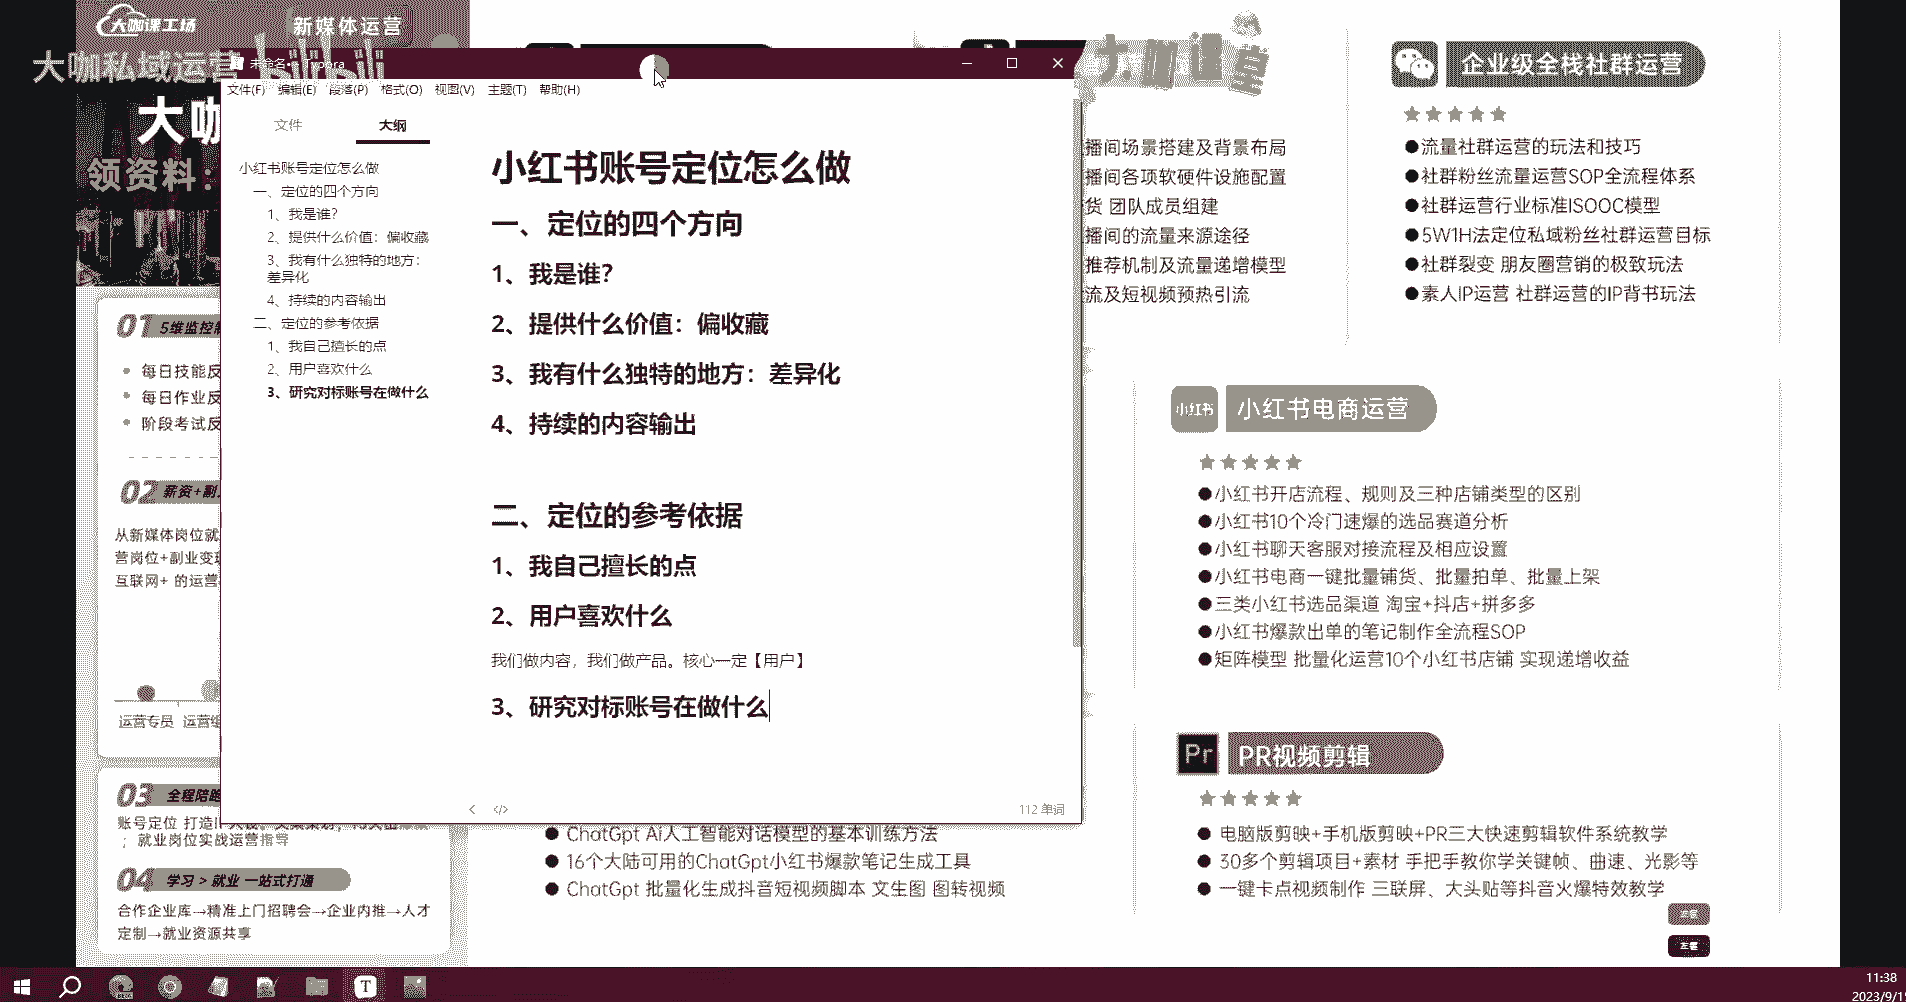 大咖课工场
新媒体运营
大咖私域运营
bilibili
大咖
领资料：
未命名• - Typora
文件(F) 编辑(E) 段落(P) 格式(O) 视图(V) 主题(T) 帮助(H)
文件
大纲
小红书账号定位怎么做
一、定位的四个方向
1、我是谁?
2、提供什么价值：偏收藏
3、我有什么独特的地方：
差异化
4、持续的内容输出
二、定位的参考依据
1、我自己擅长的点
2、用户喜欢什么
3、研究对标账号在做什么
小红书账号定位怎么做
一、定位的四个方向
1、我是谁?
2、提供什么价值：偏收藏
3、我有什么独特的地方：差异化
4、持续的内容输出
二、定位的参考依据
1、我自己擅长的点
2、用户喜欢什么
我们做内容，我们做产品。核心一定【用户】
3、研究对标账号在做什么
112 单词
01 5维监控
每日技能反
每日作业反
阶段考试反
02 薪资+副
从新媒体岗位就
营岗位+副业变
互联网+ 的运营
运营专员 运营
03 全程陪跑
账号定位 打造I
；就业岗位实战运营指导
04 学习 > 就业 一站式打通
合作企业库→精准上门招聘会→企业内推→人才
定制→就业资源共享
大咖课堂
播间场景搭建及背景布局
播间各项软硬件设施配置
货 团队成员组建
播间的流量来源途径
推荐机制及流量递增模型
流及短视频预热引流
企业级全栈社群运营
●流量社群运营的玩法和技巧
●社群粉丝流量运营SOP全流程体系
●社群运营行业标准ISOOC模型
●5W1H法定位私域粉丝社群运营目标
●社群裂变 朋友圈营销的极致玩法
●素人IP运营 社群运营的IP背书玩法
小红书
小红书电商运营
●小红书开店流程、规则及三种店铺类型的区别
●小红书10个冷门速爆的选品赛道分析
●小红书聊天客服对接流程及相应设置
●小红书电商一键批量铺货、批量拍单、批量上架
●三类小红书选品渠道 淘宝+抖店+拼多多
●小红书爆款出单的笔记制作全流程SOP
●矩阵模型 批量化运营10个小红书店铺 实现递增收益
Pr
PR视频剪辑
● 电脑版剪映+手机版剪映+PR三大快速剪辑软件系统教学
● 30多个剪辑项目+素材 手把手教你学关键帧、曲速、光影等
● 一键卡点视频制作 三联屏、大头贴等抖音火爆特效教学
● ChatGpt Ai人工智能对话模型的基本训练方法
● 16个大陆可用的ChatGpt小红书爆款笔记生成工具
● ChatGpt 批量化生成抖音短视频脚本 文生图 图转视频
T
11:38
2023/9/1